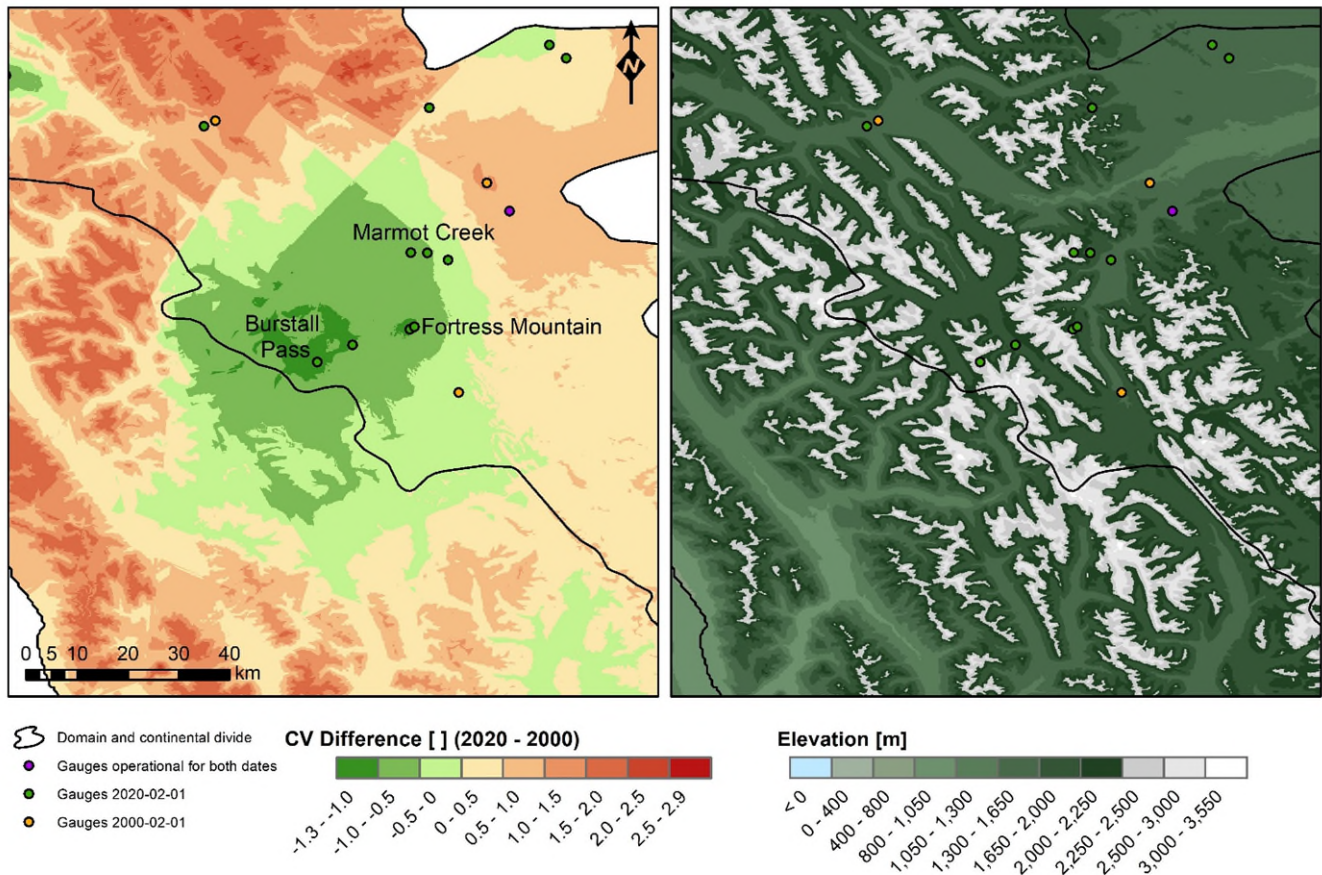 N
Marmot Creek
Burstall
Pass
Fortress Mountain
0 5 10 20 30 40
km
Domain and continental divide
Gauges operational for both dates
Gauges 2020-02-01
Gauges 2000-02-01
CV Difference [ ] (2020 - 2000)
-1.3 - -1.0
-1.0 - -0.5
-0.5 - 0
0 - 0.5
0.5 - 1.0
1.0 - 1.5
1.5 - 2.0
2.0 - 2.5
2.5 - 2.9
Elevation [m]
< 0
0 - 400
400 - 800
800 - 1,050
1,050 - 1,300
1,300 - 1,650
1,650 - 2,000
2,000 - 2,250
2,250 - 2,500
2,500 - 3,000
3,000 - 3,550